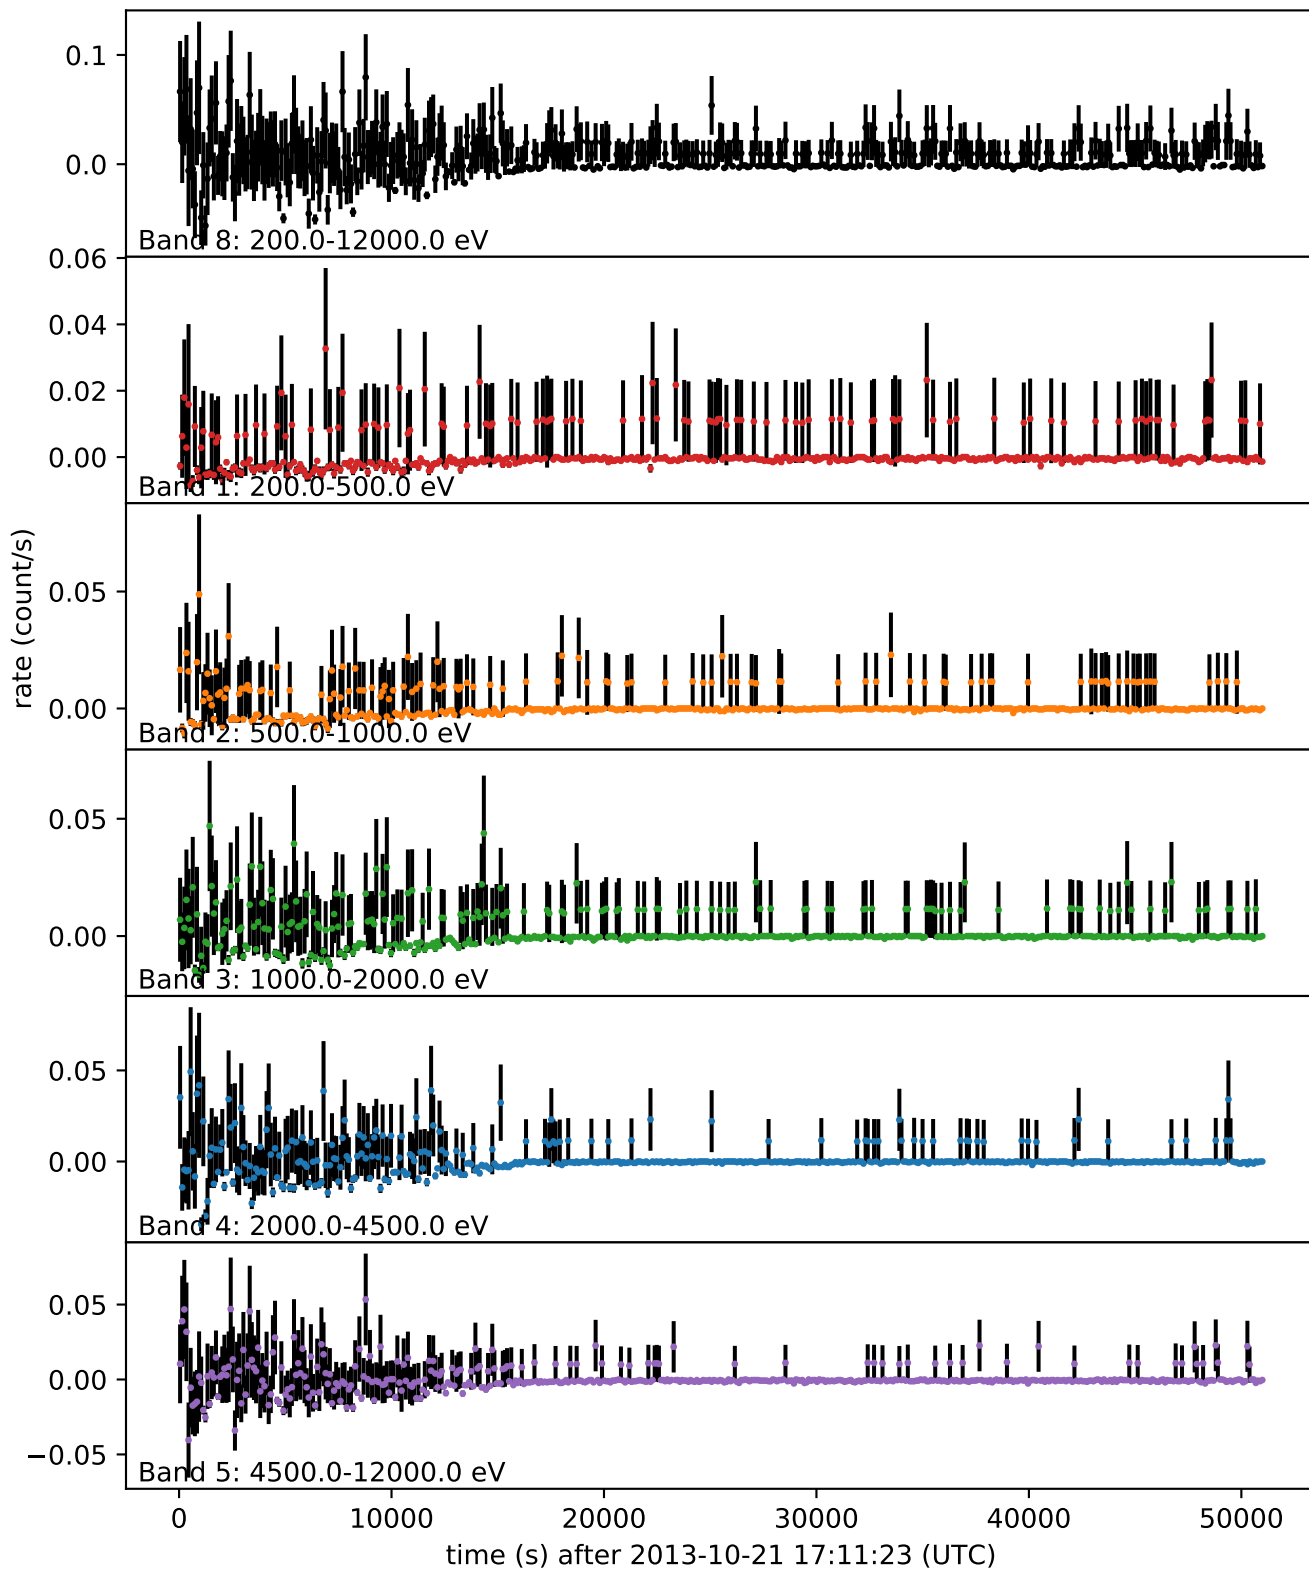 0.1
0.0
Band 8: 200.0-12000.0 eV
0.06
0.04
0.02
0.00
Band 1: 200.0-500.0 eV
0.05
0.00
Band 2: 500.0-1000.0 eV
rate (count/s)
0.05
0.00
Band 3: 1000.0-2000.0 eV
0.05
0.00
Band 4: 2000.0-4500.0 eV
0.05
0.00
−0.05
Band 5: 4500.0-12000.0 eV
0 10000 20000 30000 40000 50000
time (s) after 2013-10-21 17:11:23 (UTC)